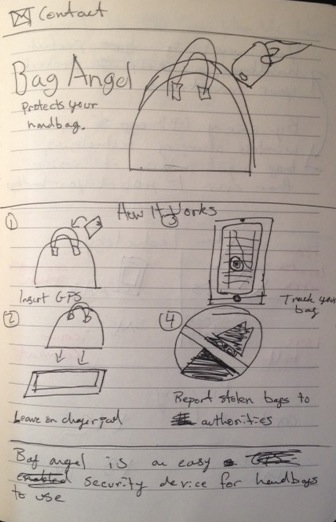 Contact
Bag Angel
Protects your
handbag.
How It Works
1
Insert GPS
3
Track your
bag
2
Leave on charger pad
4
Report stolen bags to
authorities
Bag angel is an easy
security device for handbags
to use